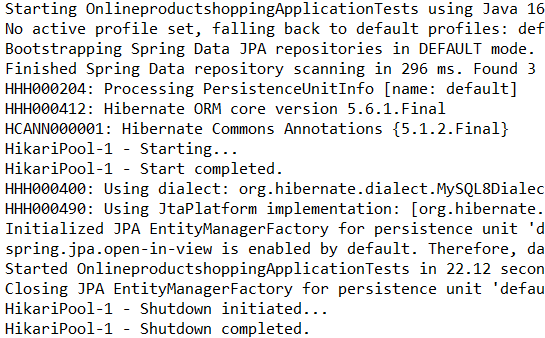 Starting OnlineproductshoppingApplicationTests using Java 16
No active profile set, falling back to default profiles: def
Bootstrapping Spring Data JPA repositories in DEFAULT mode.
Finished Spring Data repository scanning in 296 ms. Found 3
HHH000204: Processing PersistenceUnitInfo [name: default]
HHH000412: Hibernate ORM core version 5.6.1.Final
HCANN000001: Hibernate Commons Annotations {5.1.2.Final}
HikariPool-1 - Starting...
HikariPool-1 - Start completed.
HHH000400: Using dialect: org.hibernate.dialect.MySQL8Dialec
HHH000490: Using JtaPlatform implementation: [org.hibernate.
Initialized JPA EntityManagerFactory for persistence unit 'd
spring.jpa.open-in-view is enabled by default. Therefore, da
Started OnlineproductshoppingApplicationTests in 22.12 secon
Closing JPA EntityManagerFactory for persistence unit 'defau
HikariPool-1 - Shutdown initiated...
HikariPool-1 - Shutdown completed.